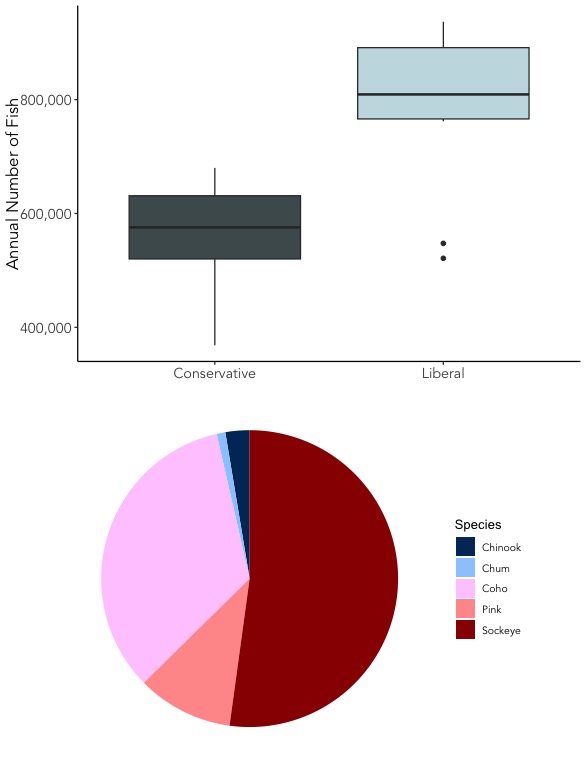 Annual Number of Fish
800,000
600,000
400,000
Conservative
Liberal
Species
Chinook
Chum
Coho
Pink
Sockeye